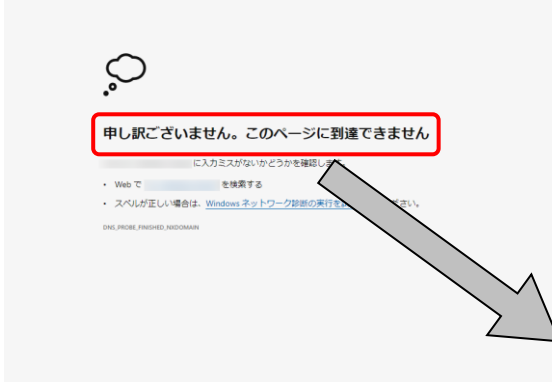 申し訳ございません。このページに到達できません
に入力ミスがないかどうかを確認します。
• Web で を検索する
• スペルが正しい場合は、Windows ネットワーク診断の実行を ださい。
DNS_PROBE_FINISHED_NXDOMAIN